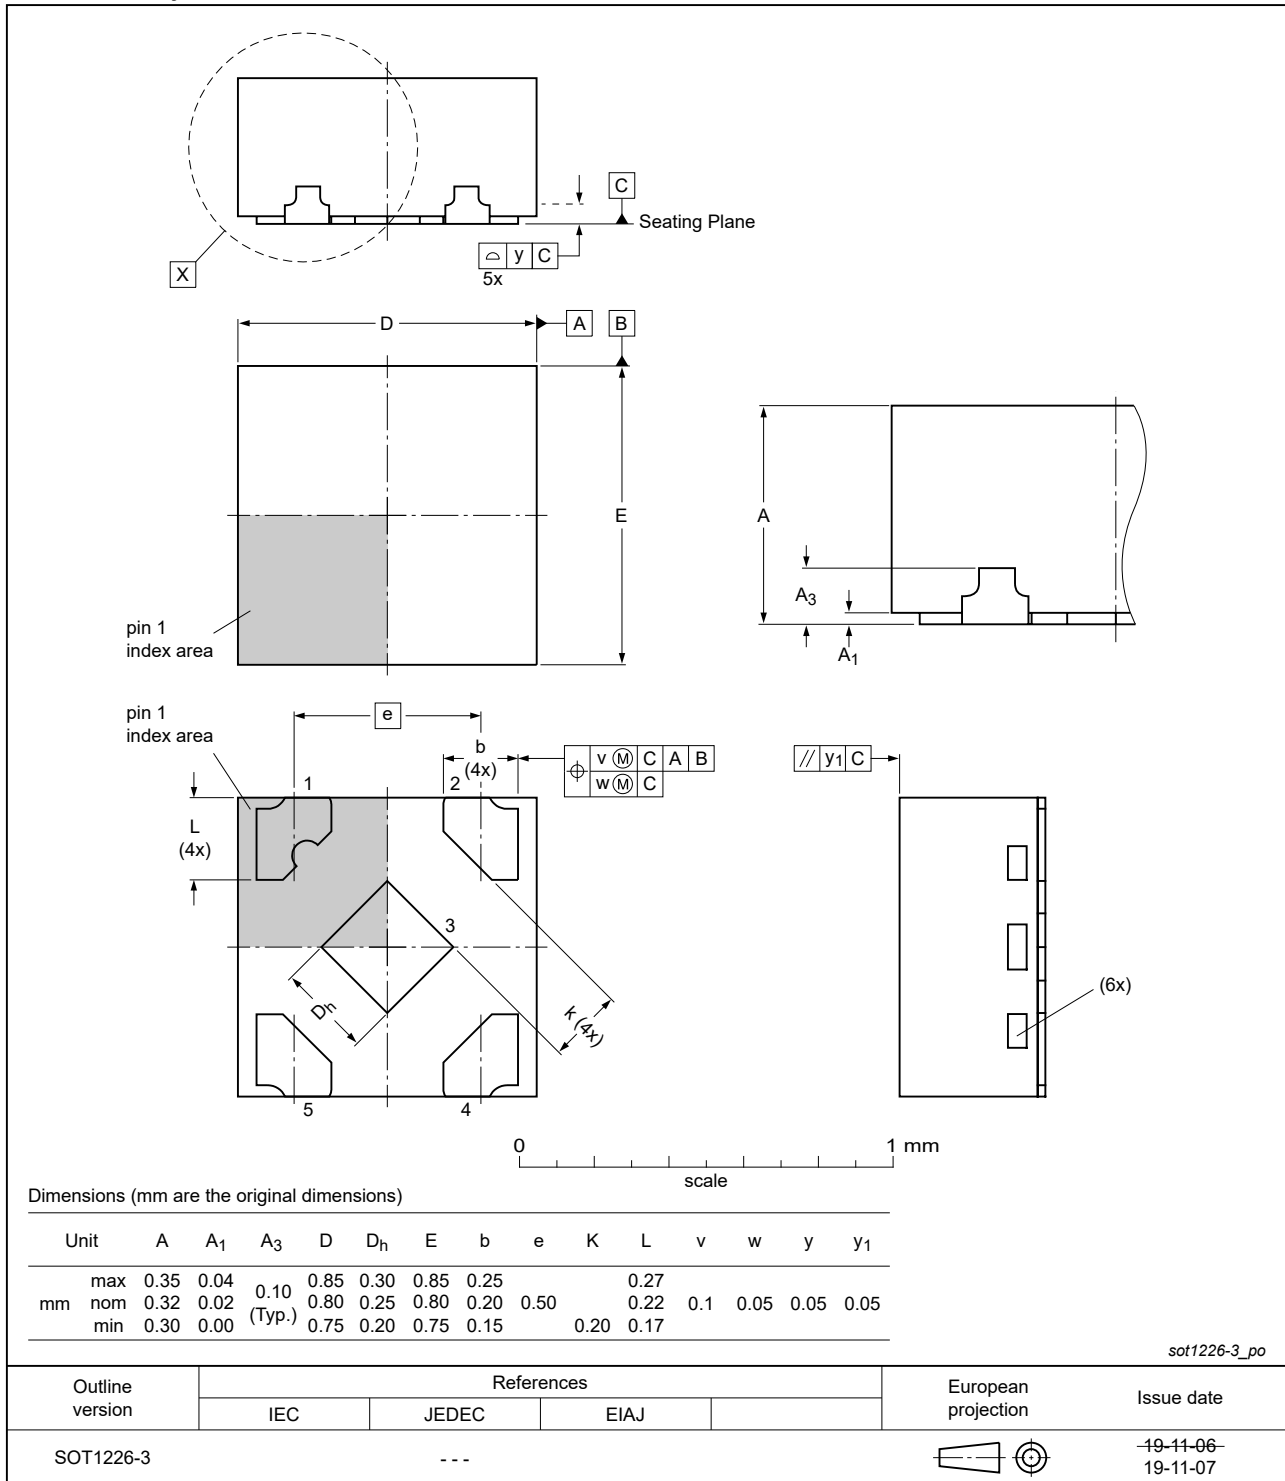 C
Seating Plane
y C
5x
X
D
A
B
E
pin 1
index area
A
A3
A1
pin 1
index area
e
b
(4x)
v Ⓜ C A B
w Ⓜ C
// y1 C
1
2
L
(4x)
3
Dh
k (4x)
(6x)
5
4
0
1 mm
scale
Dimensions (mm are the original dimensions)
Unit A A1 A3 D Dh E b e K L v w y y1
mm
max 0.35 0.04 0.85 0.30 0.85 0.25 0.27
0.10 (Typ.)
nom 0.32 0.02 0.80 0.25 0.80 0.20 0.50 0.22 0.1 0.05 0.05 0.05
min 0.30 0.00 0.75 0.20 0.75 0.15 0.20 0.17
sot1226-3_po
Outline
version
References
IEC JEDEC EIAJ
European
projection
Issue date
SOT1226-3
- - -
19-11-06
19-11-07